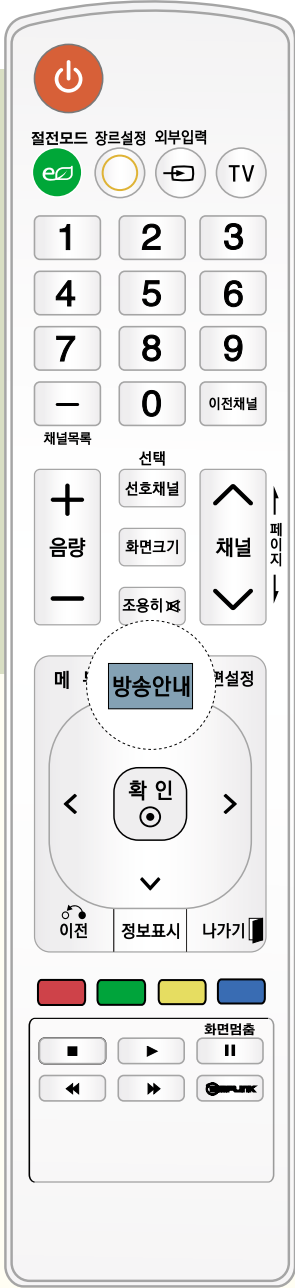 절전모드 장르설정 외부입력
TV
1 2 3
4 5 6
7 8 9
0 이전채널
채널목록
선택
선호채널
음량
화면크기
채널
페이지
조용히
메
방송안내
편설정
확인
이전
정보표시
나가기
화면멈춤